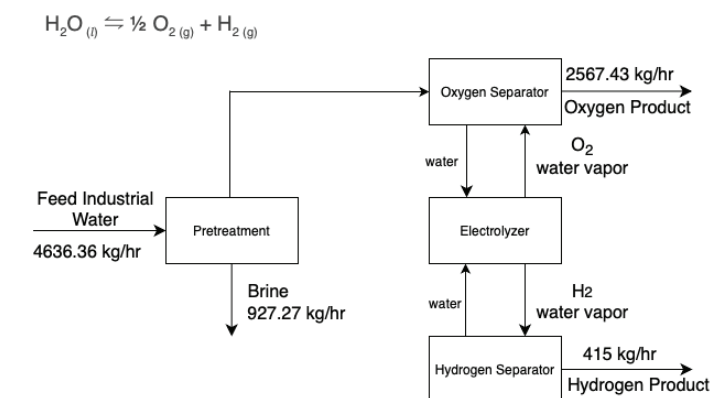 H₂O (l) ⇋ ½ O₂ (g) + H₂ (g)
2567.43 kg/hr
Oxygen Separator
Oxygen Product
O₂
water
water vapor
Feed Industrial
Water
Pretreatment
Electrolyzer
4636.36 kg/hr
Brine
927.27 kg/hr
H2
water
water vapor
415 kg/hr
Hydrogen Separator
Hydrogen Product